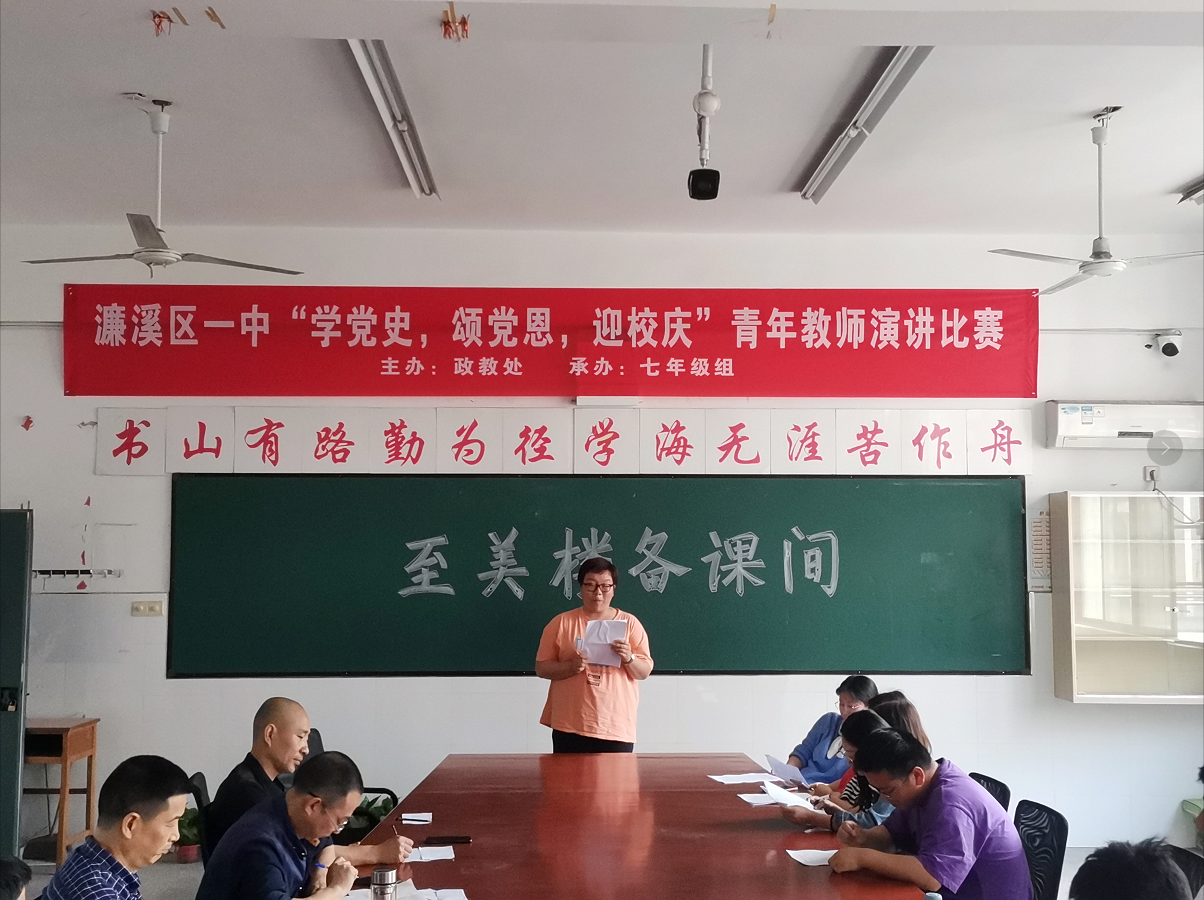 濂溪区一中“学党史，颂党恩，迎校庆”青年教师演讲比赛
主办：政教处 承办：七年级组
书山有路勤为径学海无涯苦作舟
至美楼备课间